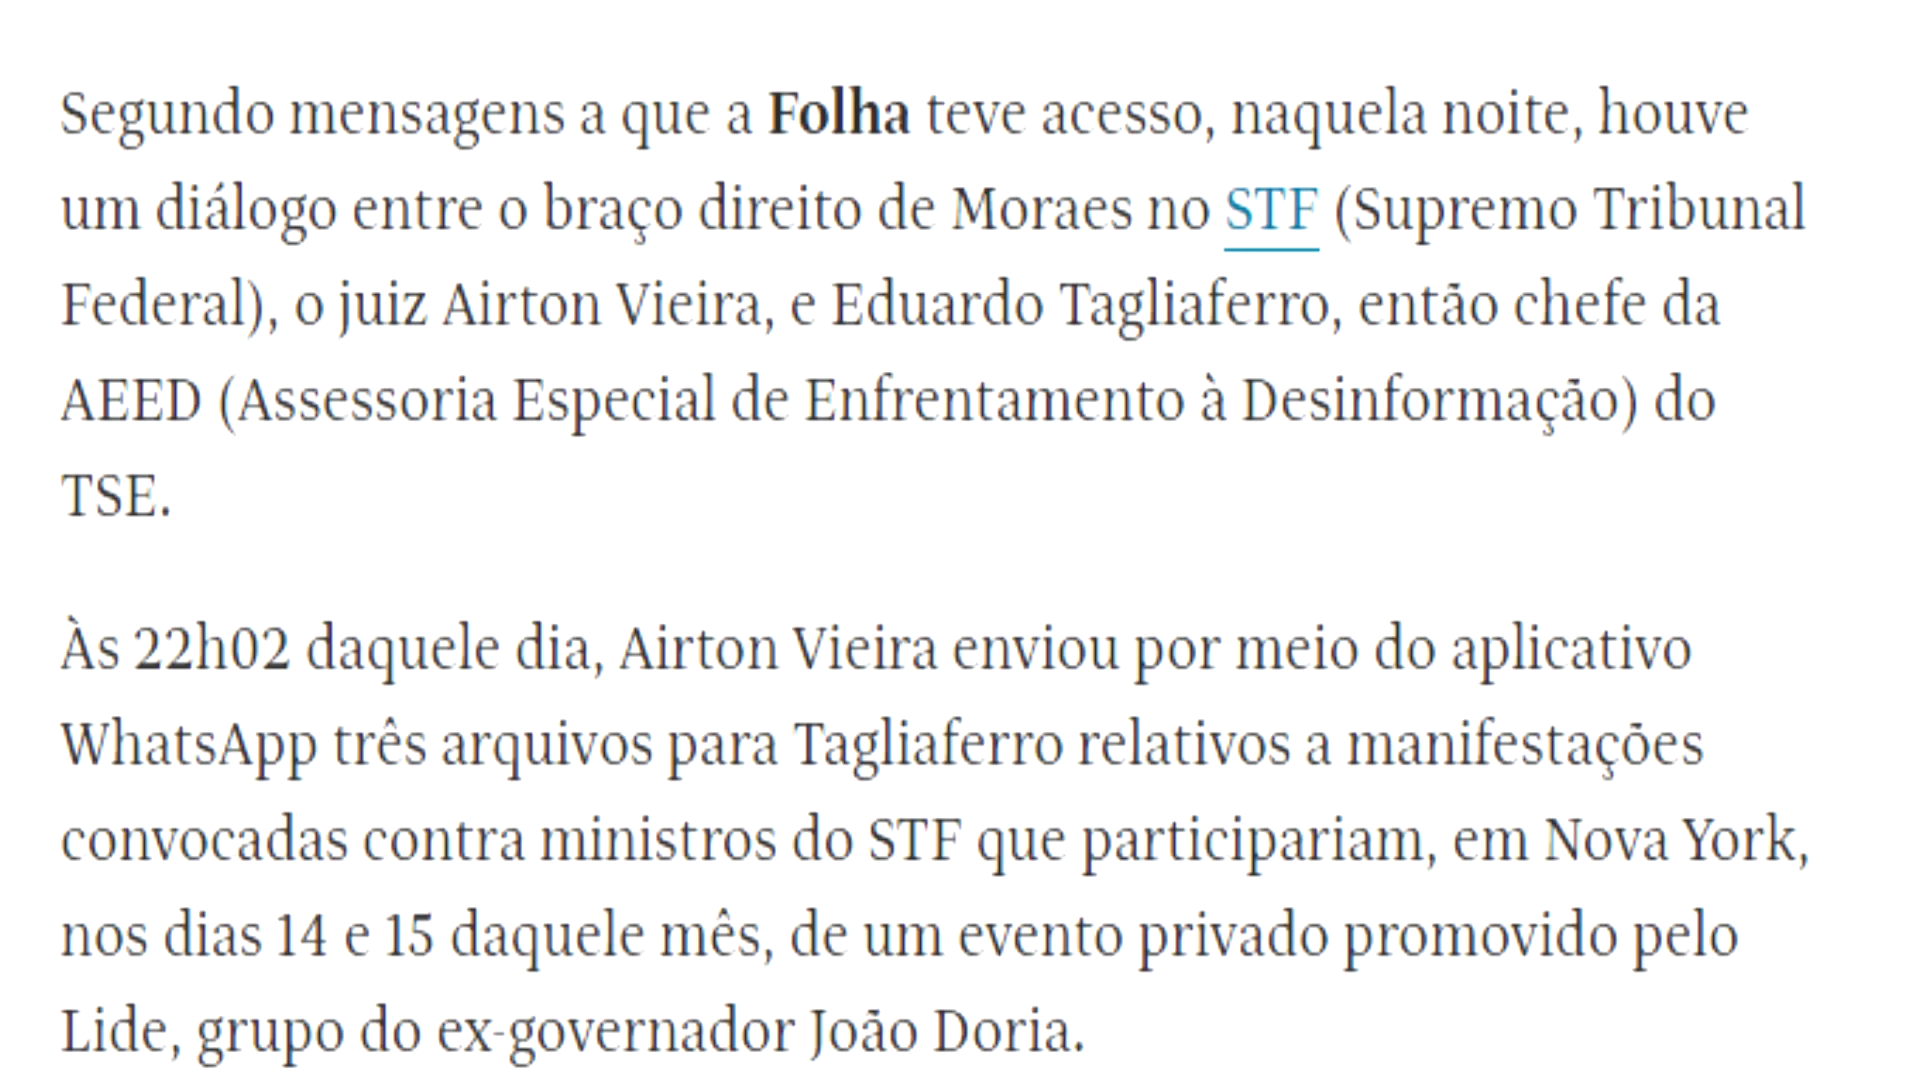 Segundo mensagens a que a Folha teve acesso, naquela noite, houve
um diálogo entre o braço direito de Moraes no STF (Supremo Tribunal
Federal), o juiz Airton Vieira, e Eduardo Tagliaferro, então chefe da
AEED (Assessoria Especial de Enfrentamento à Desinformação) do
TSE.
Às 22h02 daquele dia, Airton Vieira enviou por meio do aplicativo
WhatsApp três arquivos para Tagliaferro relativos a manifestações
convocadas contra ministros do STF que participariam, em Nova York,
nos dias 14 e 15 daquele mês, de um evento privado promovido pelo
Lide, grupo do ex-governador João Doria.